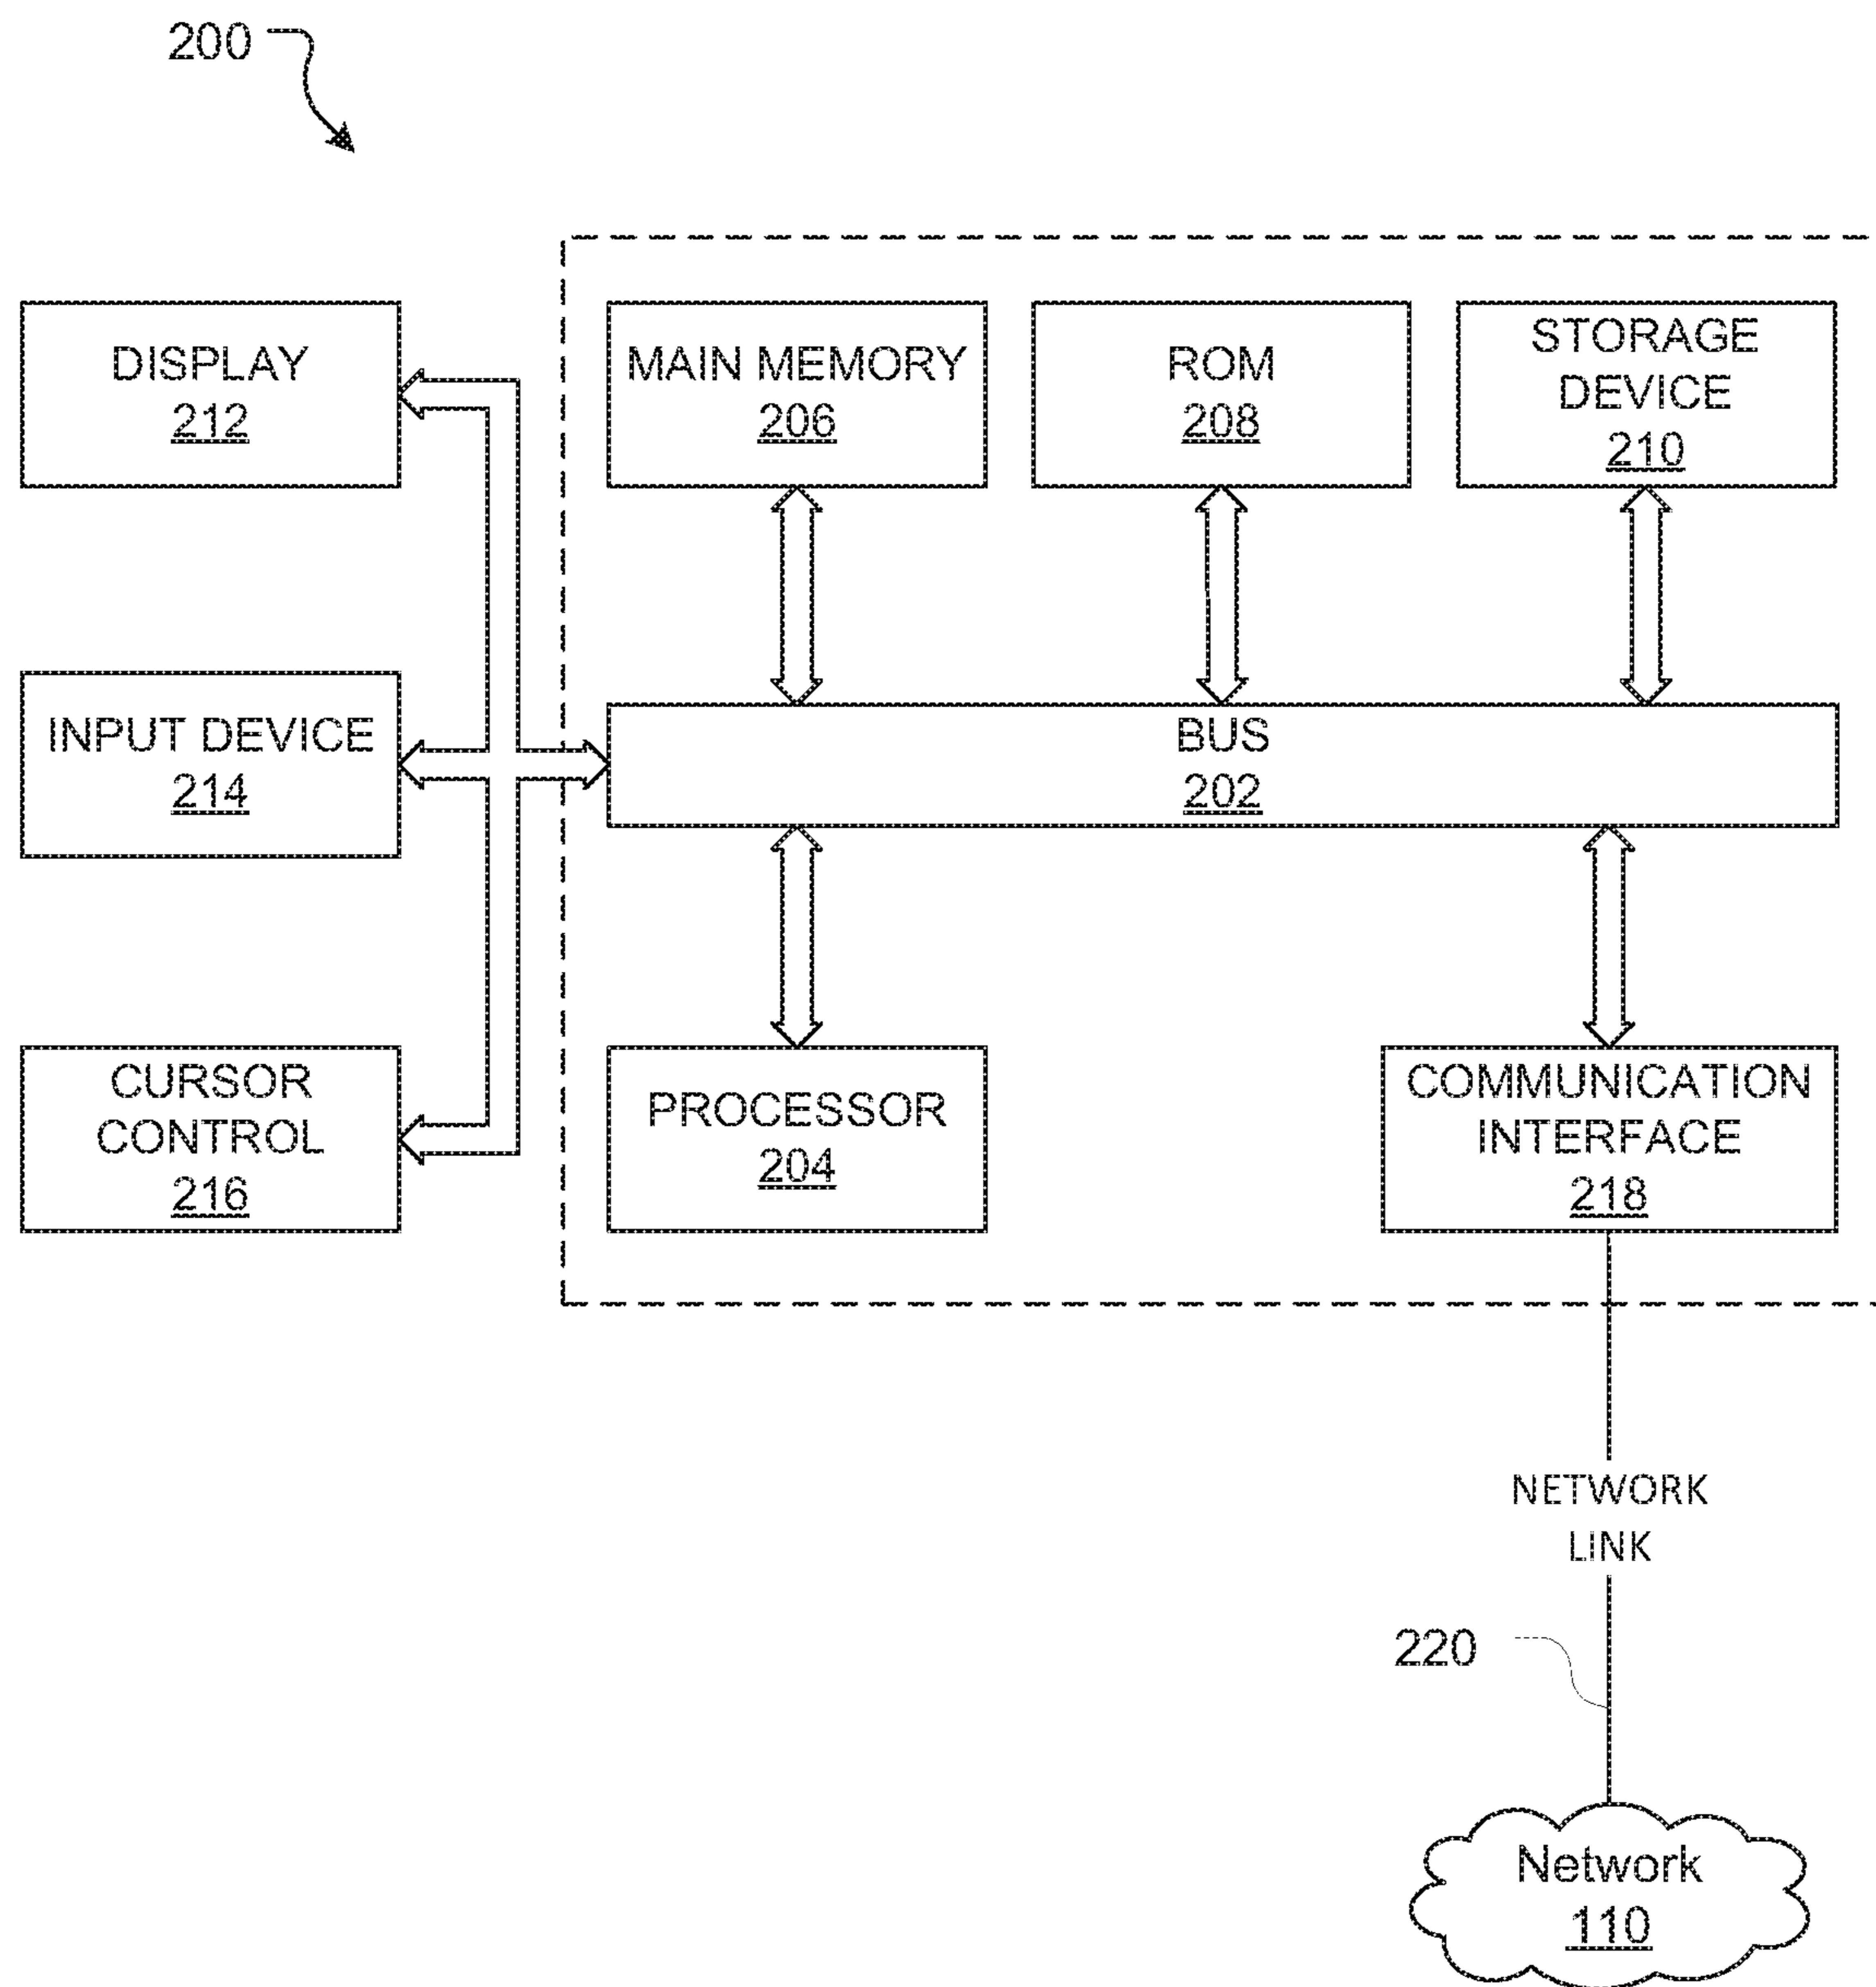 200
DISPLAY
212
MAIN MEMORY
206
ROM
208
STORAGE
DEVICE
210
INPUT DEVICE
214
BUS
202
CURSOR
CONTROL
216
PROCESSOR
204
COMMUNICATION
INTERFACE
218
NETWORK
LINK
220
Network
110